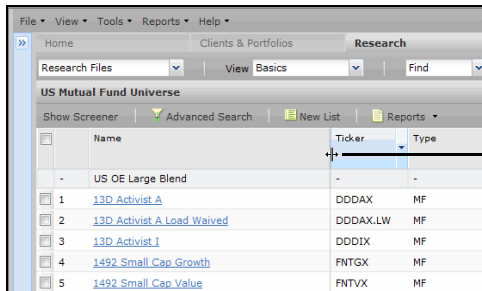 File View Tools Reports Help
Home Clients & Portfolios Research
Research Files View Basics Find
US Mutual Fund Universe
Show Screener Advanced Search New List Reports
Name Ticker Type
- US OE Large Blend - -
1 13D Activist A DDDAX MF
2 13D Activist A Load Waived DDDAX.LW MF
3 13D Activist I DDDIX MF
4 1492 Small Cap Growth FNTGX MF
5 1492 Small Cap Value FNTVX MF